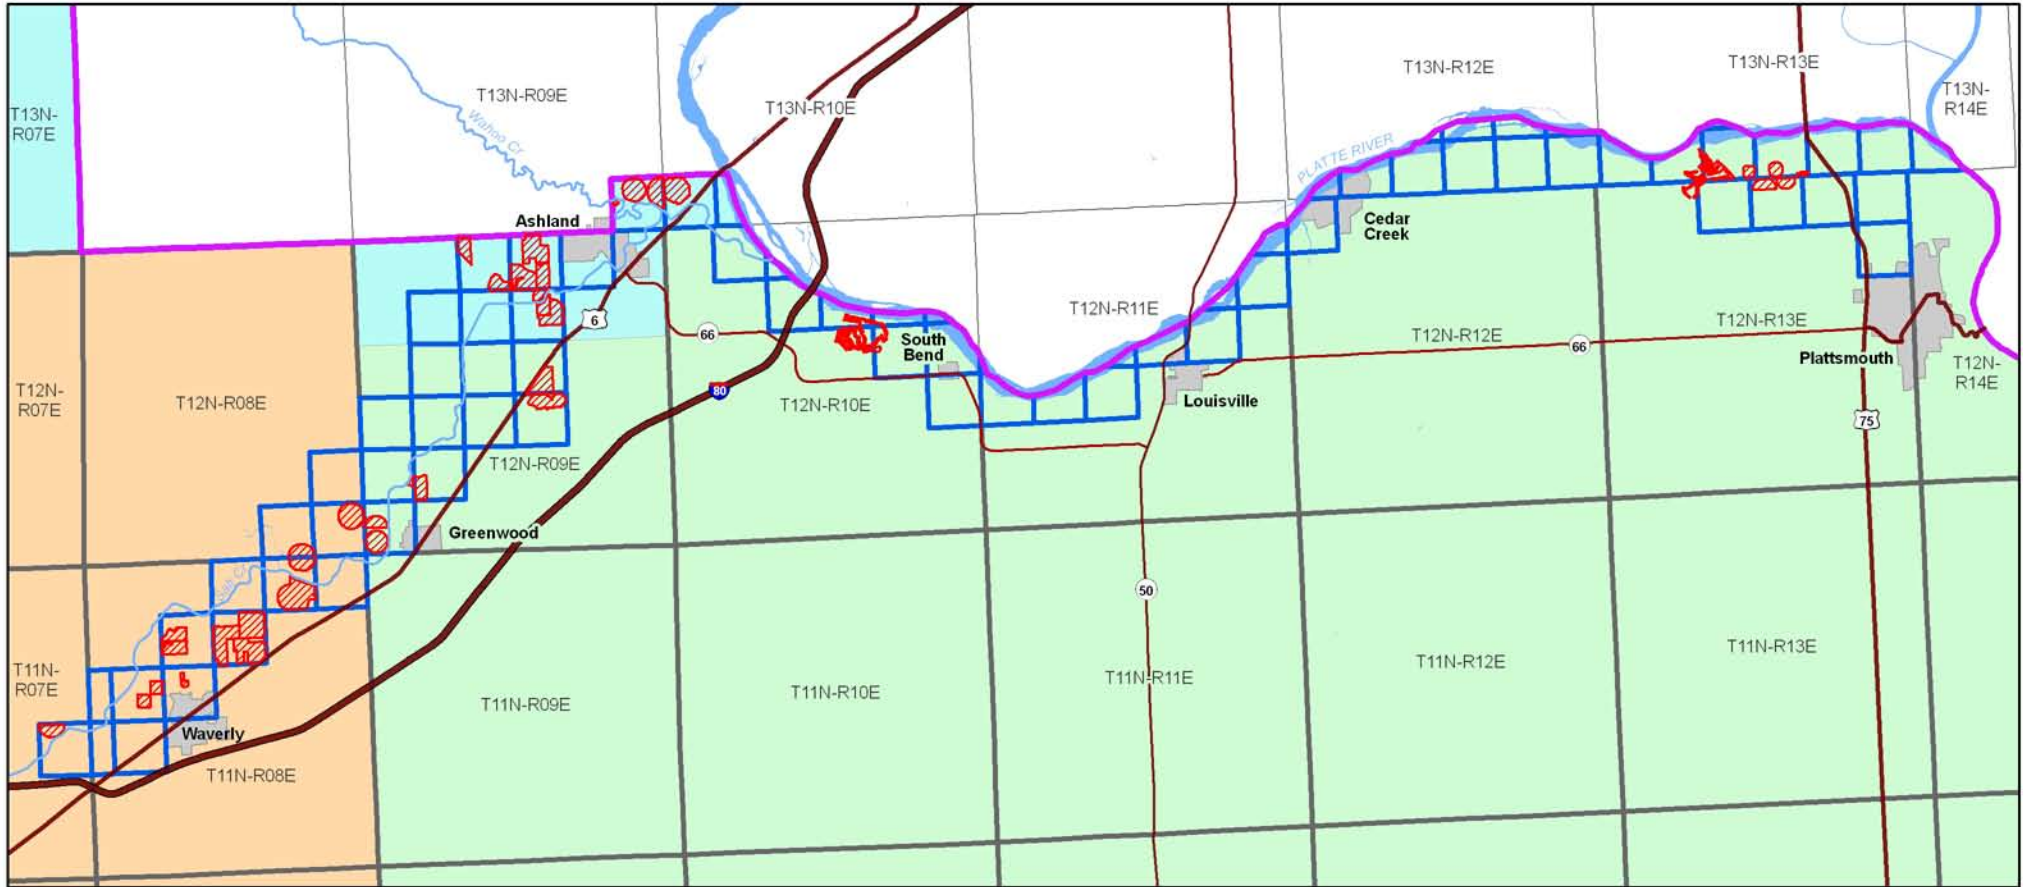 T13N-R12E
T13N-R13E
T13N-
R14E
T13N-R09E
T13N-R10E
T13N-
R07E
Wahoo Cr
PLATTE RIVER
Ashland
Cedar
Creek
T12N-R11E
6
66
South
Bend
T12N-R12E
66
T12N-R13E
Plattsmouth
T12N-
R14E
80
T12N-
R07E
T12N-R08E
T12N-R10E
Louisville
75
T12N-R09E
Greenwood
50
T11N-
R07E
T11N-R09E
T11N-R10E
T11N-R11E
T11N-R12E
T11N-R13E
Waverly
T11N-R08E